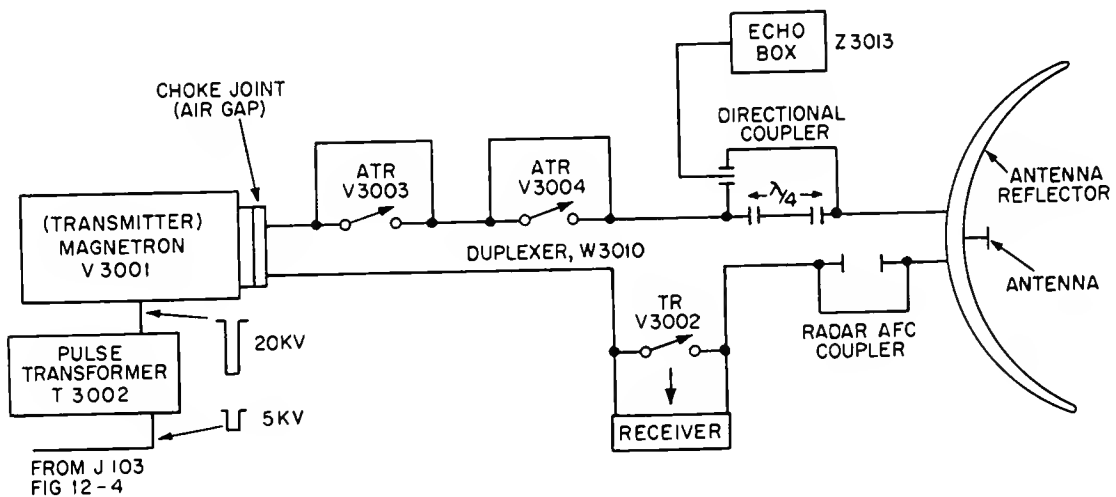 ECHO
BOX
Z3013
CHOKE JOINT
(AIR GAP)
DIRECTIONAL
COUPLER
ATR
V3003
ATR
V3004
λ/4
ANTENNA
REFLECTOR
(TRANSMITTER)
MAGNETRON
V 3001
DUPLEXER, W3010
ANTENNA
TR
V3002
RADAR AFC
COUPLER
20KV
PULSE
TRANSFORMER
T 3002
5KV
RECEIVER
FROM J 103
FIG 12-4